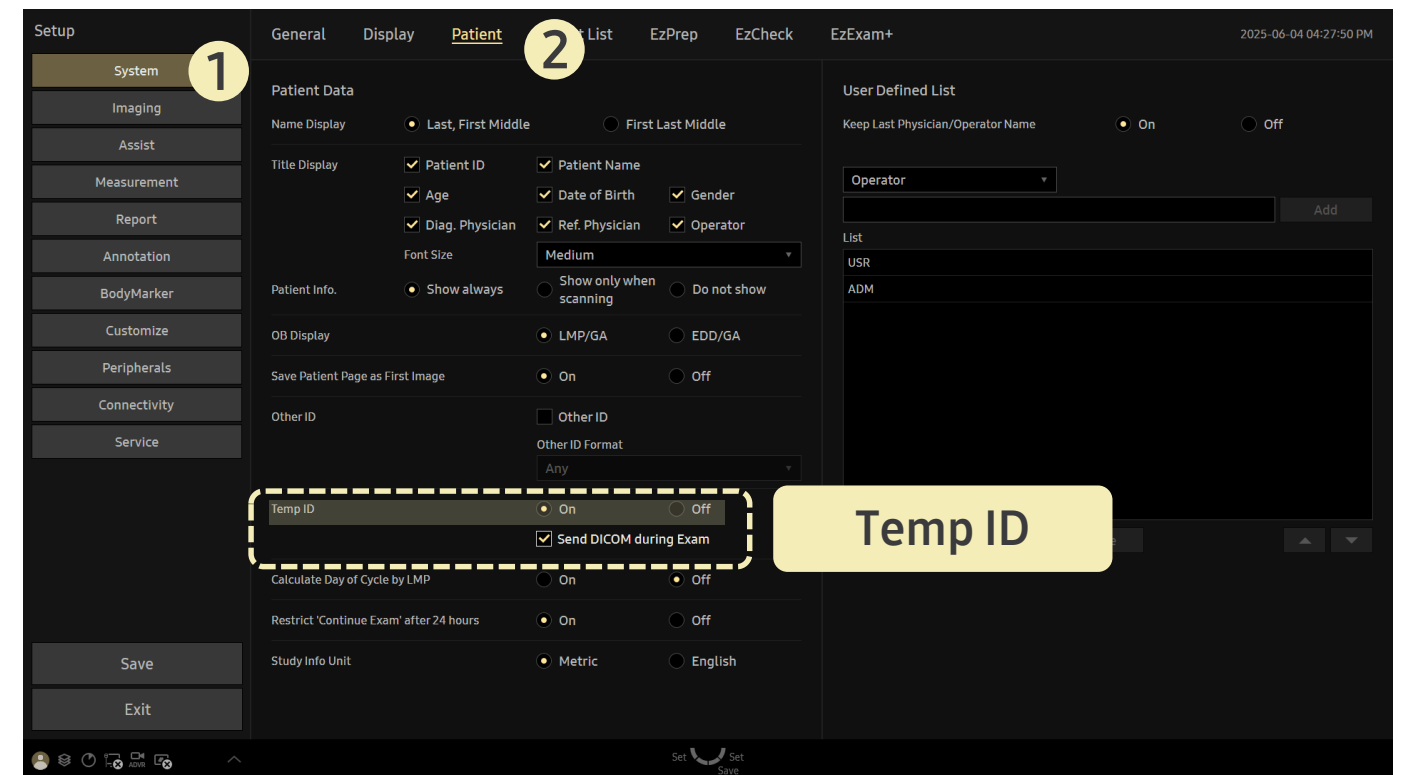 Setup
General Display Patient List EzPrep EzCheck EzExam+
2025-06-04 04:27:50 PM
1
2
System
Imaging
Assist
Measurement
Report
Annotation
BodyMarker
Customize
Peripherals
Connectivity
Service
Save
Exit
Patient Data
Name Display Last, First Middle First Last Middle
Title Display Patient ID Patient Name
Age Date of Birth Gender
Diag. Physician Ref. Physician Operator
Font Size Medium
Patient Info. Show always Show only when scanning Do not show
OB Display LMP/GA EDD/GA
Save Patient Page as First Image On Off
Other ID Other ID
Other ID Format
Any
Temp ID On Off
Send DICOM during Exam
Calculate Day of Cycle by LMP On Off
Restrict 'Continue Exam' after 24 hours On Off
Study Info Unit Metric English
User Defined List
Keep Last Physician/Operator Name On Off
Operator
Add
List
USR
ADM
Temp ID
ADVR
Set Set
Save